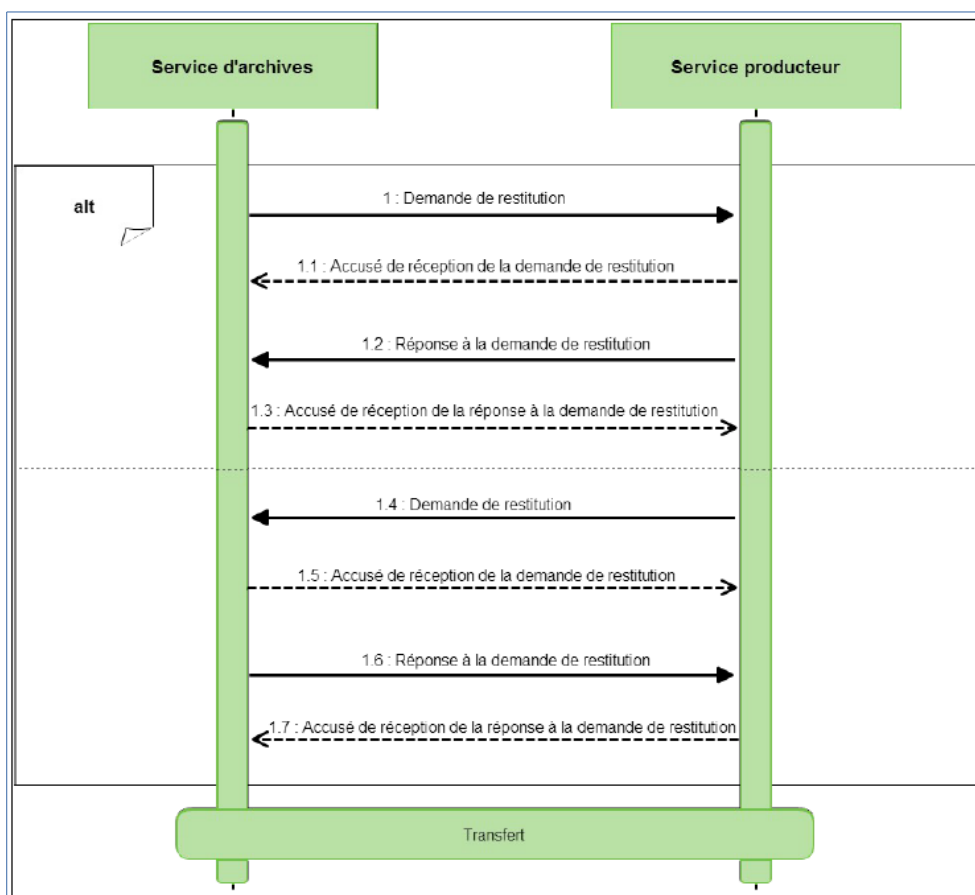 Service d'archives
Service producteur
alt
1 : Demande de restitution
1.1 : Accusé de réception de la demande de restitution
1.2 : Réponse à la demande de restitution
1.3 : Accusé de réception de la réponse à la demande de restitution
1.4 : Demande de restitution
1.5 : Accusé de réception de la demande de restitution
1.6 : Réponse à la demande de restitution
1.7 : Accusé de réception de la réponse à la demande de restitution
Transfert